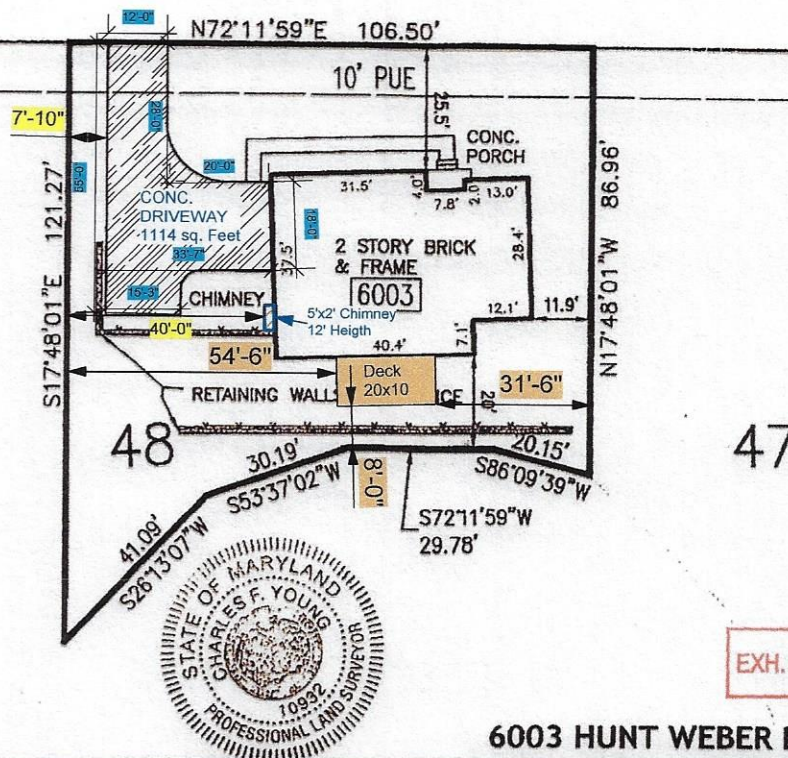 12'-0"
N72°11'59"E 106.50'
10' PUE
7'-10"
28'-0"
25.5'
CONC.
PORCH
20'-0"
31.5'
4.0'
7.8'
2.0'
13.0'
S17°48'01"E 121.27'
N17°48'01"W 86.96'
CONC.
DRIVEWAY
1114 sq. Feet
18'-0"
37.5'
28.4'
33'-7"
2 STORY BRICK
& FRAME
6003
15'-3"
CHIMNEY
5'x2' Chimney
12' Heigth
12.1'
11.9'
40'-0"
7.1'
40.4'
54'-6"
Deck
20x10
31'-6"
20'
RETAINING WALLS
48
47
30.19'
S53°37'02"W
8'-0"
20.15'
S86°09'39"W
S72°11'59"W
29.78'
41.09'
S26°13'07"W
STATE OF MARYLAND
CHARLES F. YOUNG
10932
PROFESSIONAL LAND SURVEYOR
EXH.
6003 HUNT WEBER